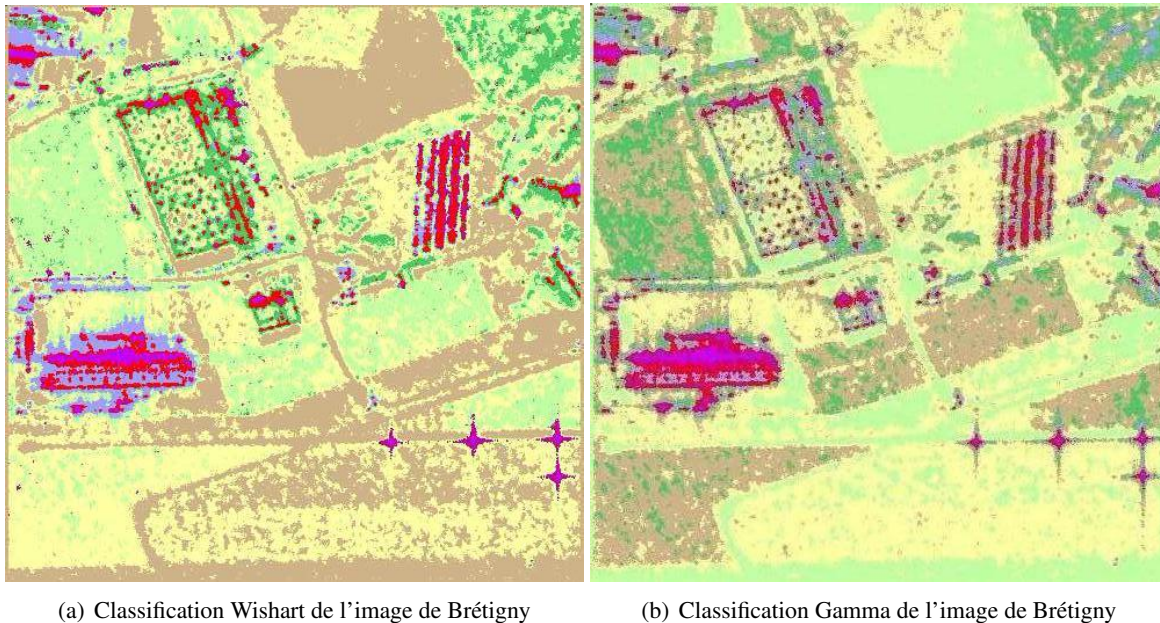 (a) Classification Wishart de l'image de Brétigny
(b) Classification Gamma de l'image de Brétigny